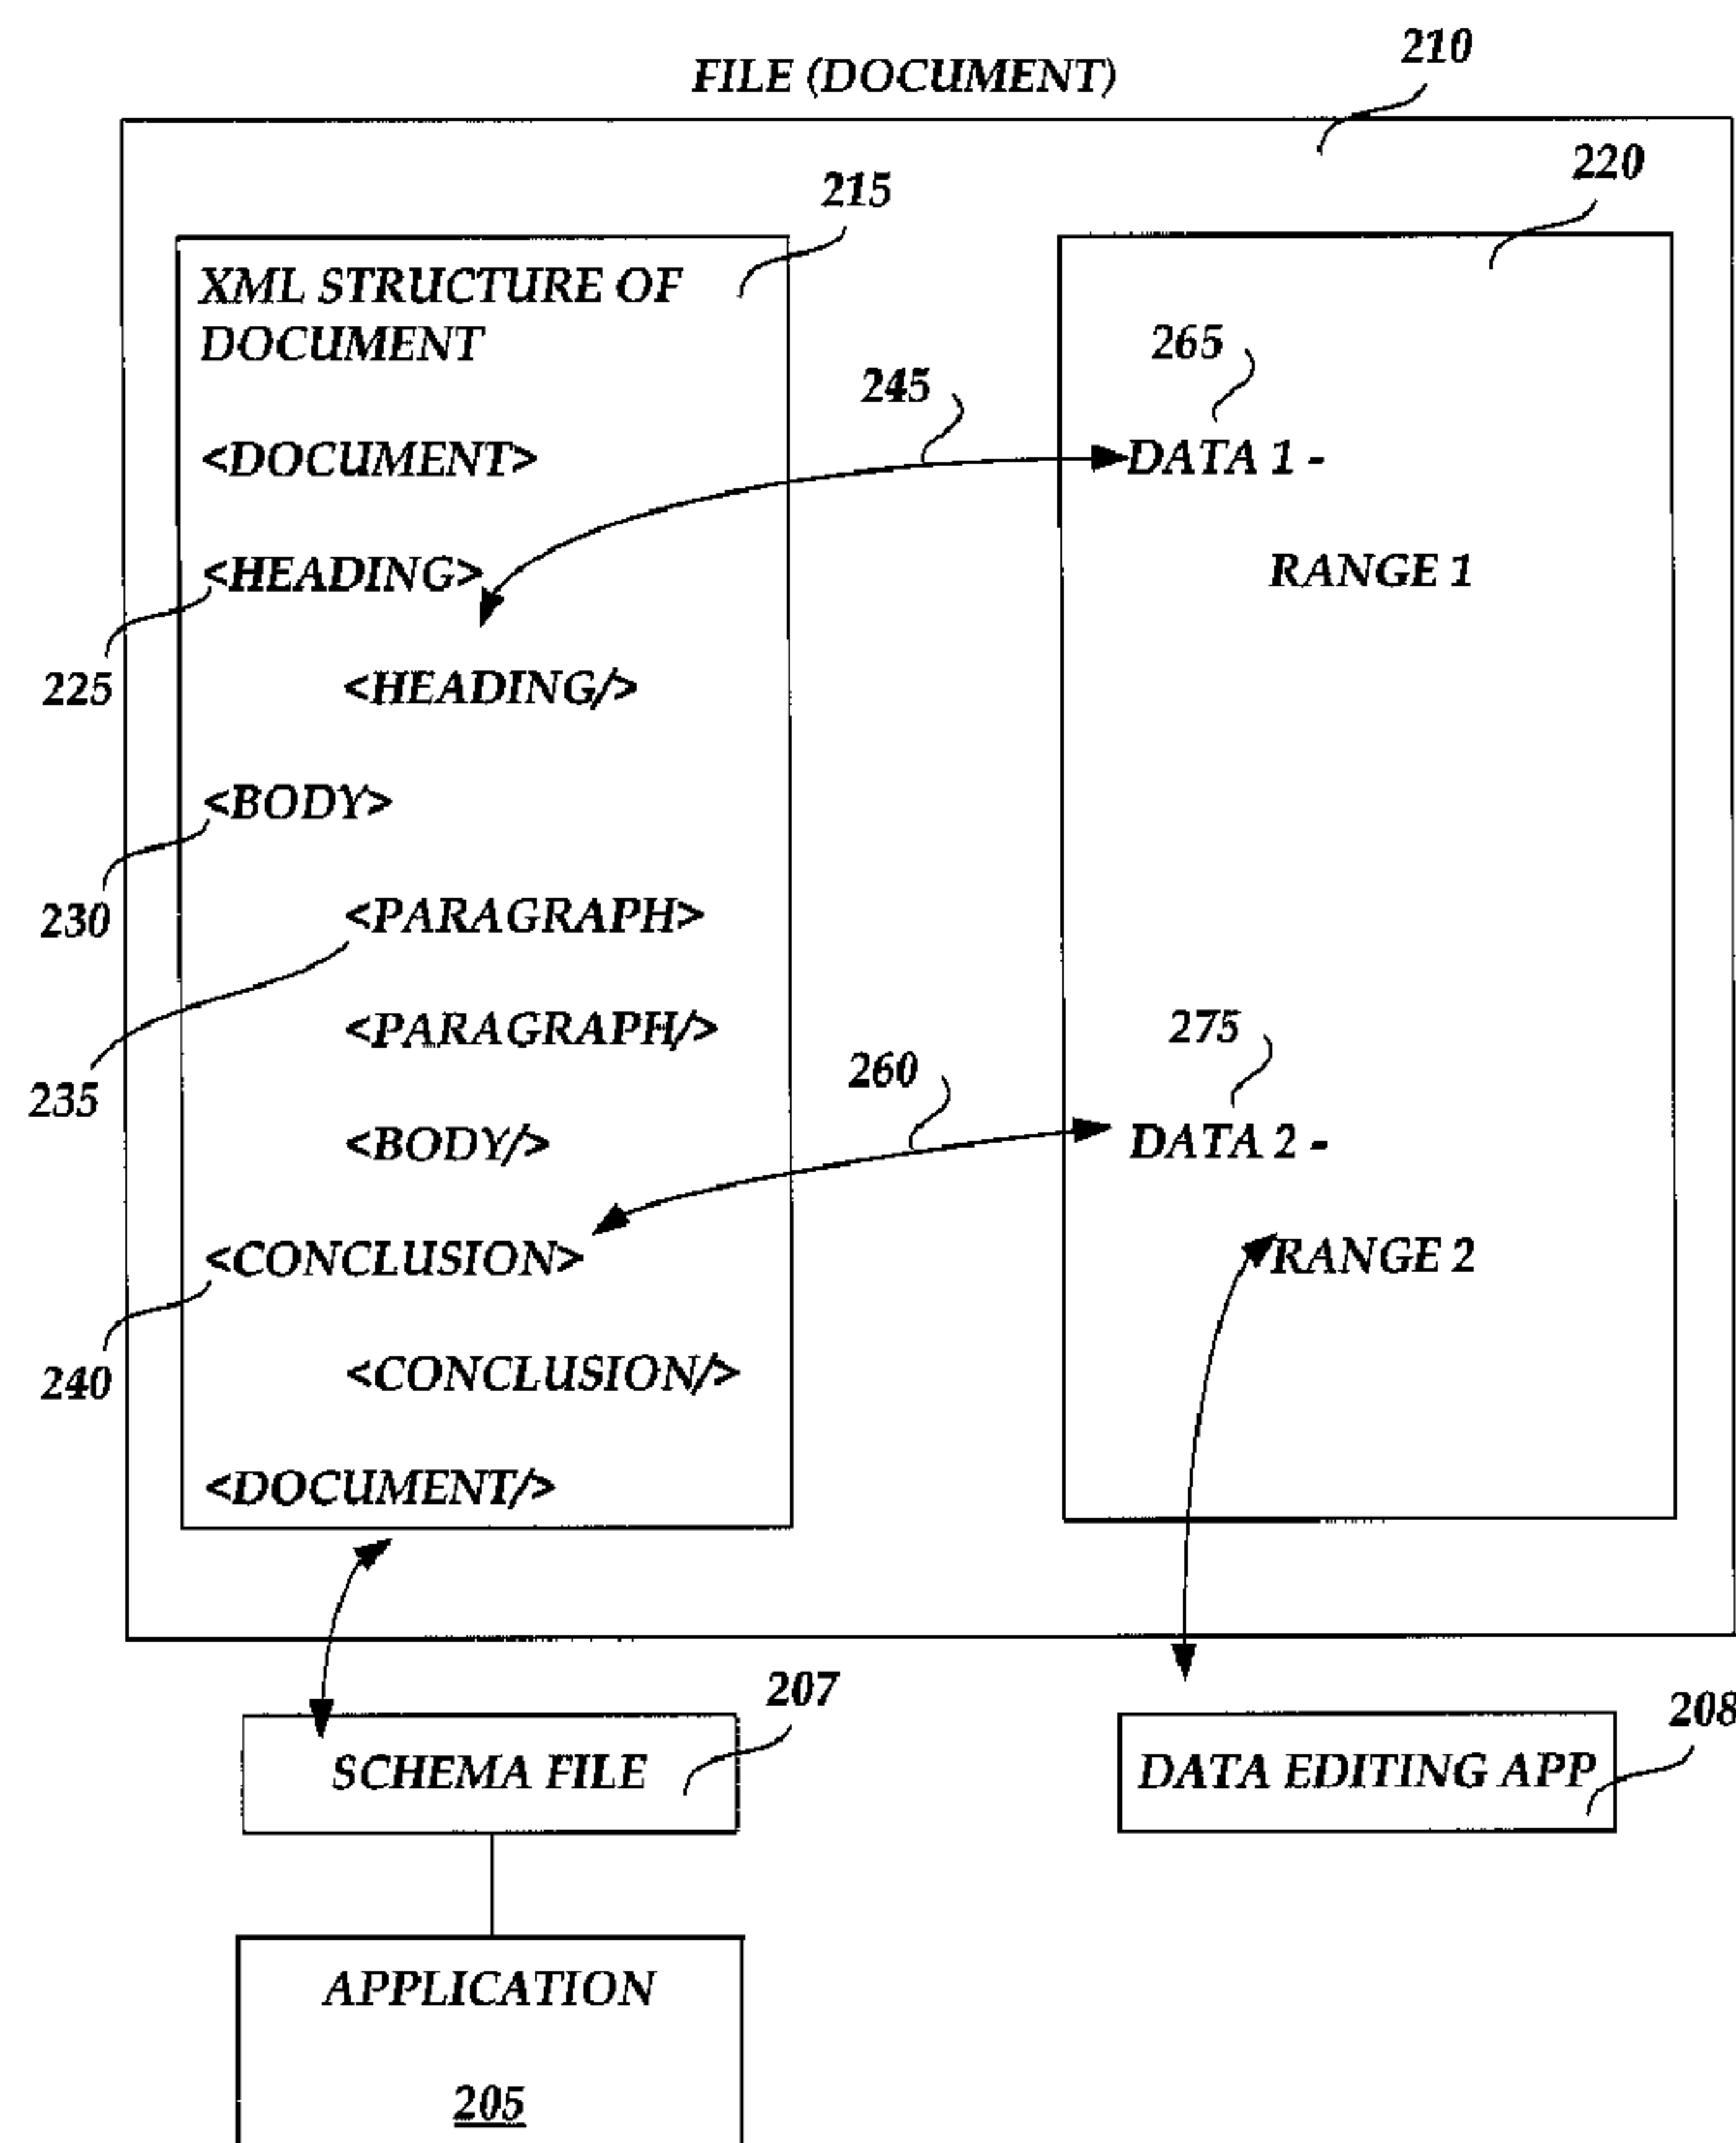 FILE (DOCUMENT)
210
220
215
XML STRUCTURE OF
DOCUMENT
265
245
<DOCUMENT>
DATA 1 -
<HEADING>
RANGE 1
225
<HEADING/>
<BODY>
230
<PARAGRAPH>
235
<PARAGRAPH/>
275
260
<BODY/>
DATA 2 -
<CONCLUSION>
RANGE 2
240
<CONCLUSION/>
<DOCUMENT/>
207
208
SCHEMA FILE
DATA EDITING APP
APPLICATION
205